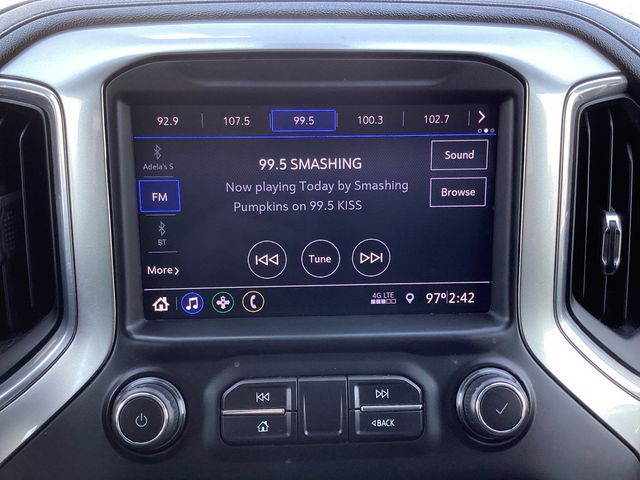 92.9 107.5 99.5 100.3 102.7
Adela's S
99.5 SMASHING
Sound
FM
Now playing Today by Smashing
Pumpkins on 99.5 KISS
Browse
BT
Tune
More
4G LTE
97° 2:42
BACK